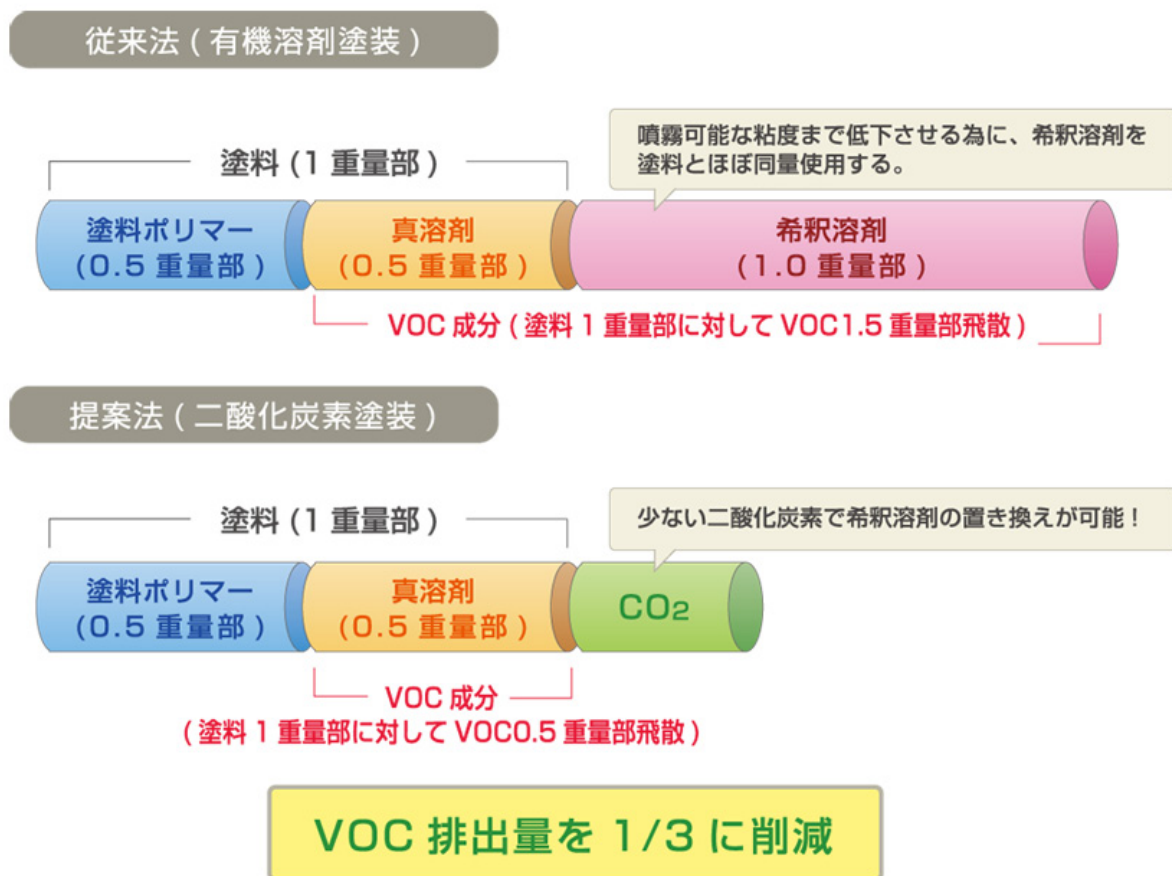 従来法 ( 有機溶剤塗装 )
噴霧可能な粘度まで低下させる為に、希釈溶剤を
塗料とほぼ同量使用する。
塗料 (1 重量部 )
塗料ポリマー
(0.5 重量部 )
真溶剤
(0.5 重量部 )
希釈溶剤
(1.0 重量部 )
VOC 成分 ( 塗料 1 重量部に対して VOC1.5 重量部飛散 )
提案法 ( 二酸化炭素塗装 )
塗料 (1 重量部 )
少ない二酸化炭素で希釈溶剤の置き換えが可能！
塗料ポリマー
(0.5 重量部 )
真溶剤
(0.5 重量部 )
CO2
VOC 成分
( 塗料 1 重量部に対して VOC0.5 重量部飛散 )
VOC 排出量を 1/3 に削減